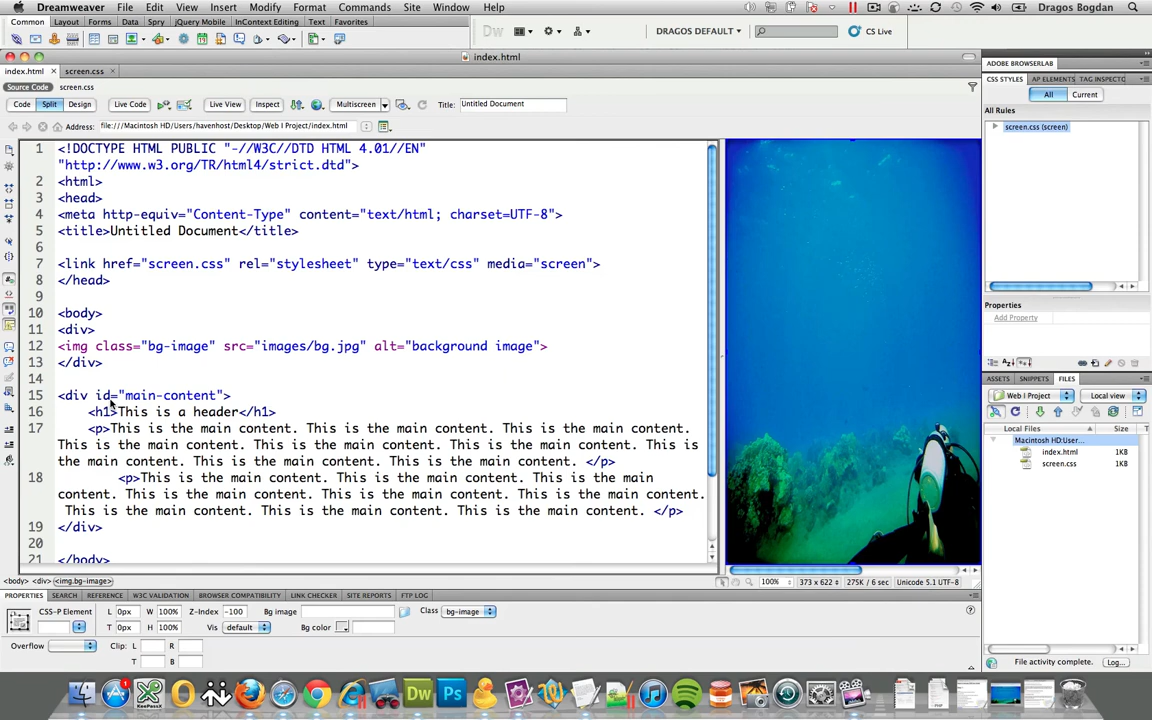 Dreamweaver File Edit View Insert Modify Format Commands Site Window Help Dragos Bogdan
Common Layout Forms Data Spry jQuery Mobile InContext Editing Text Favorites
Dw DRAGOS DEFAULT CS Live
index.html
index.html screen.css
Source Code screen.css
Code Split Design Live Code Live View Inspect Multiscreen Title: Untitled Document
Address: file:///Macintosh HD/Users/havenhost/Desktop/Web I Project/index.html
1 <!DOCTYPE HTML PUBLIC "-//W3C//DTD HTML 4.01//EN"
"http://www.w3.org/TR/html4/strict.dtd">
2 <html>
3 <head>
4 <meta http-equiv="Content-Type" content="text/html; charset=UTF-8">
5 <title>Untitled Document</title>
6
7 <link href="screen.css" rel="stylesheet" type="text/css" media="screen">
8 </head>
9
10 <body>
11 <div>
12 <img class="bg-image" src="images/bg.jpg" alt="background image">
13 </div>
14
15 <div id="main-content">
16 <h1>This is a header</h1>
17 <p>This is the main content. This is the main content. This is the main content.
This is the main content. This is the main content. This is the main content. This is
the main content. This is the main content. This is the main content. </p>
18 <p>This is the main content. This is the main content. This is the main
content. This is the main content. This is the main content. This is the main content.
This is the main content. This is the main content. This is the main content. </p>
19 </div>
20
21 </body>
<body> <div> <img.bg-image> 100% 373 x 622 275K / 6 sec Unicode 5.1 UTF-8
PROPERTIES SEARCH REFERENCE W3C VALIDATION BROWSER COMPATIBILITY LINK CHECKER SITE REPORTS FTP LOG
CSS-P Element L 0px W 100% Z-Index -100 Bg image Class bg-image
T 0px H 100% Vis default Bg color
Overflow Clip: L R
T B
ADOBE BROWSERLAB
CSS STYLES AP ELEMENTS TAG INSPECTO
All Current
All Rules
screen.css (screen)
Properties
Add Property
ASSETS SNIPPETS FILES
Web I Project Local view
Local Files Size
Macintosh HD:User...
index.html 1KB
screen.css 1KB
File activity complete. Log...
Dw Ps